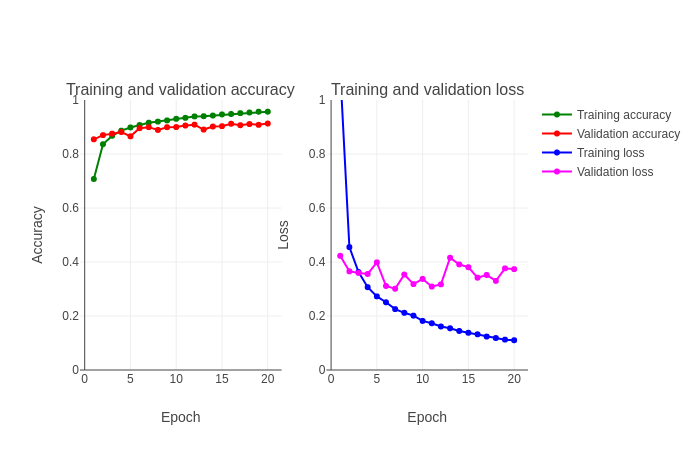 Training and validation accuracy
Training and validation loss
1
0.8
0.6
0.4
0.2
0
0
5
10
15
20
Accuracy
Epoch
1
0.8
0.6
0.4
0.2
0
0
5
10
15
20
Loss
Epoch
Training accuracy
Validation accuracy
Training loss
Validation loss